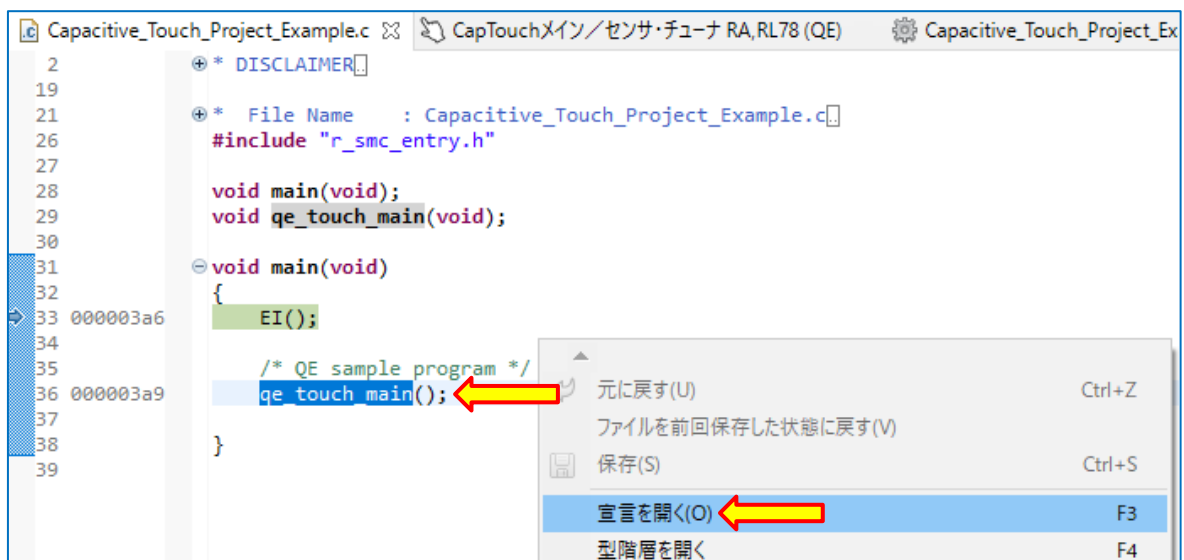 Capacitive_Touch_Project_Example.c CapTouchメイン／センサ・チューナ RA,RL78 (QE) Capacitive_Touch_Project_Ex
2 * DISCLAIMER
19
21 * File Name : Capacitive_Touch_Project_Example.c
26 #include "r_smc_entry.h"
27
28 void main(void);
29 void qe_touch_main(void);
30
31 void main(void)
32 {
33 000003a6 EI();
34
35 /* QE sample program */
36 000003a9 qe_touch_main();
37
38 }
39
元に戻す(U) Ctrl+Z
ファイルを前回保存した状態に戻す(V)
保存(S) Ctrl+S
宣言を開く(O) F3
型階層を開く F4